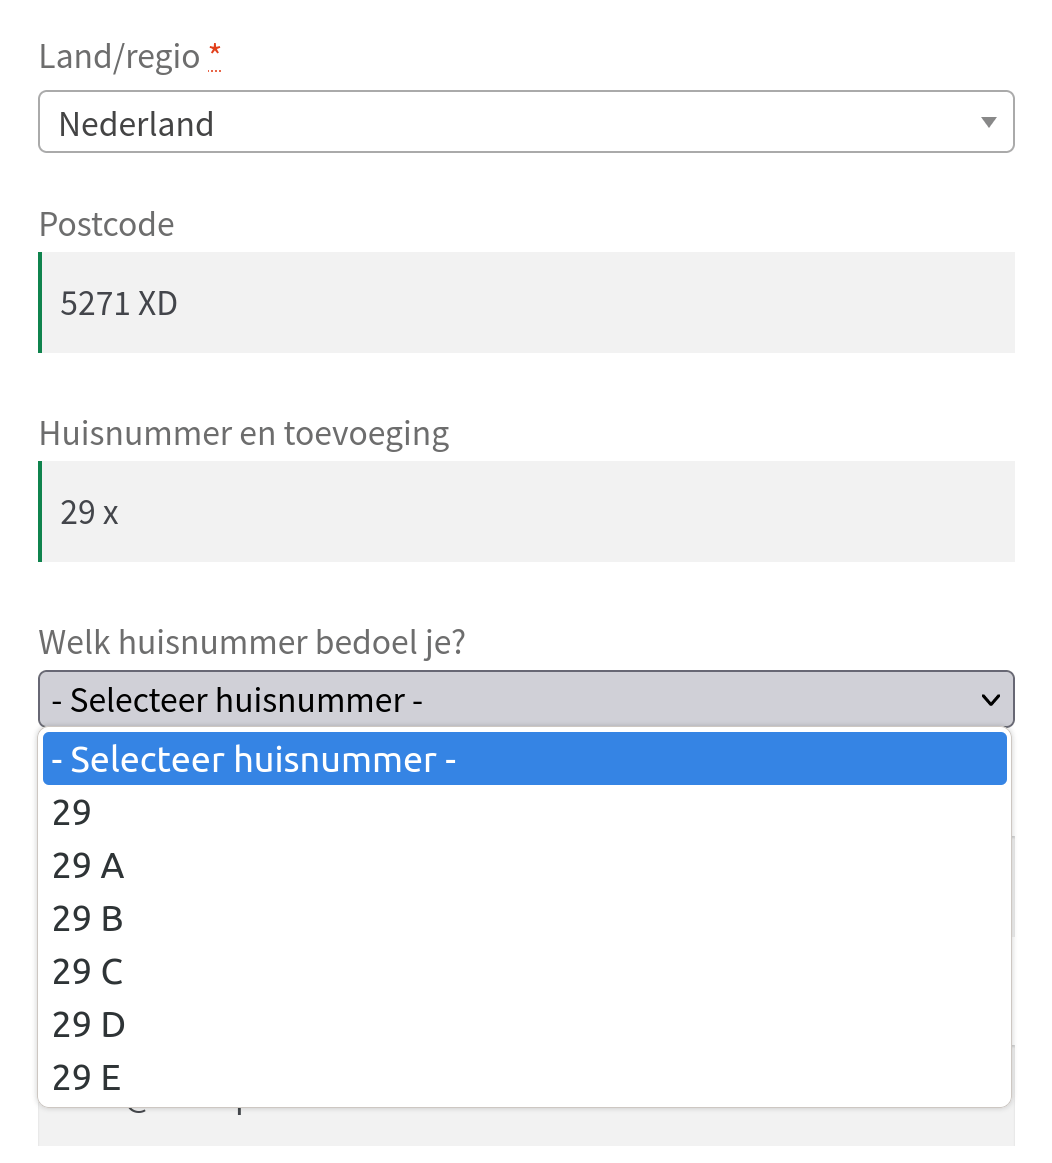 Land/regio *
Nederland
Postcode
5271 XD
Huisnummer en toevoeging
29 x
Welk huisnummer bedoel je?
- Selecteer huisnummer -
- Selecteer huisnummer -
29
29 A
29 B
29 C
29 D
29 E